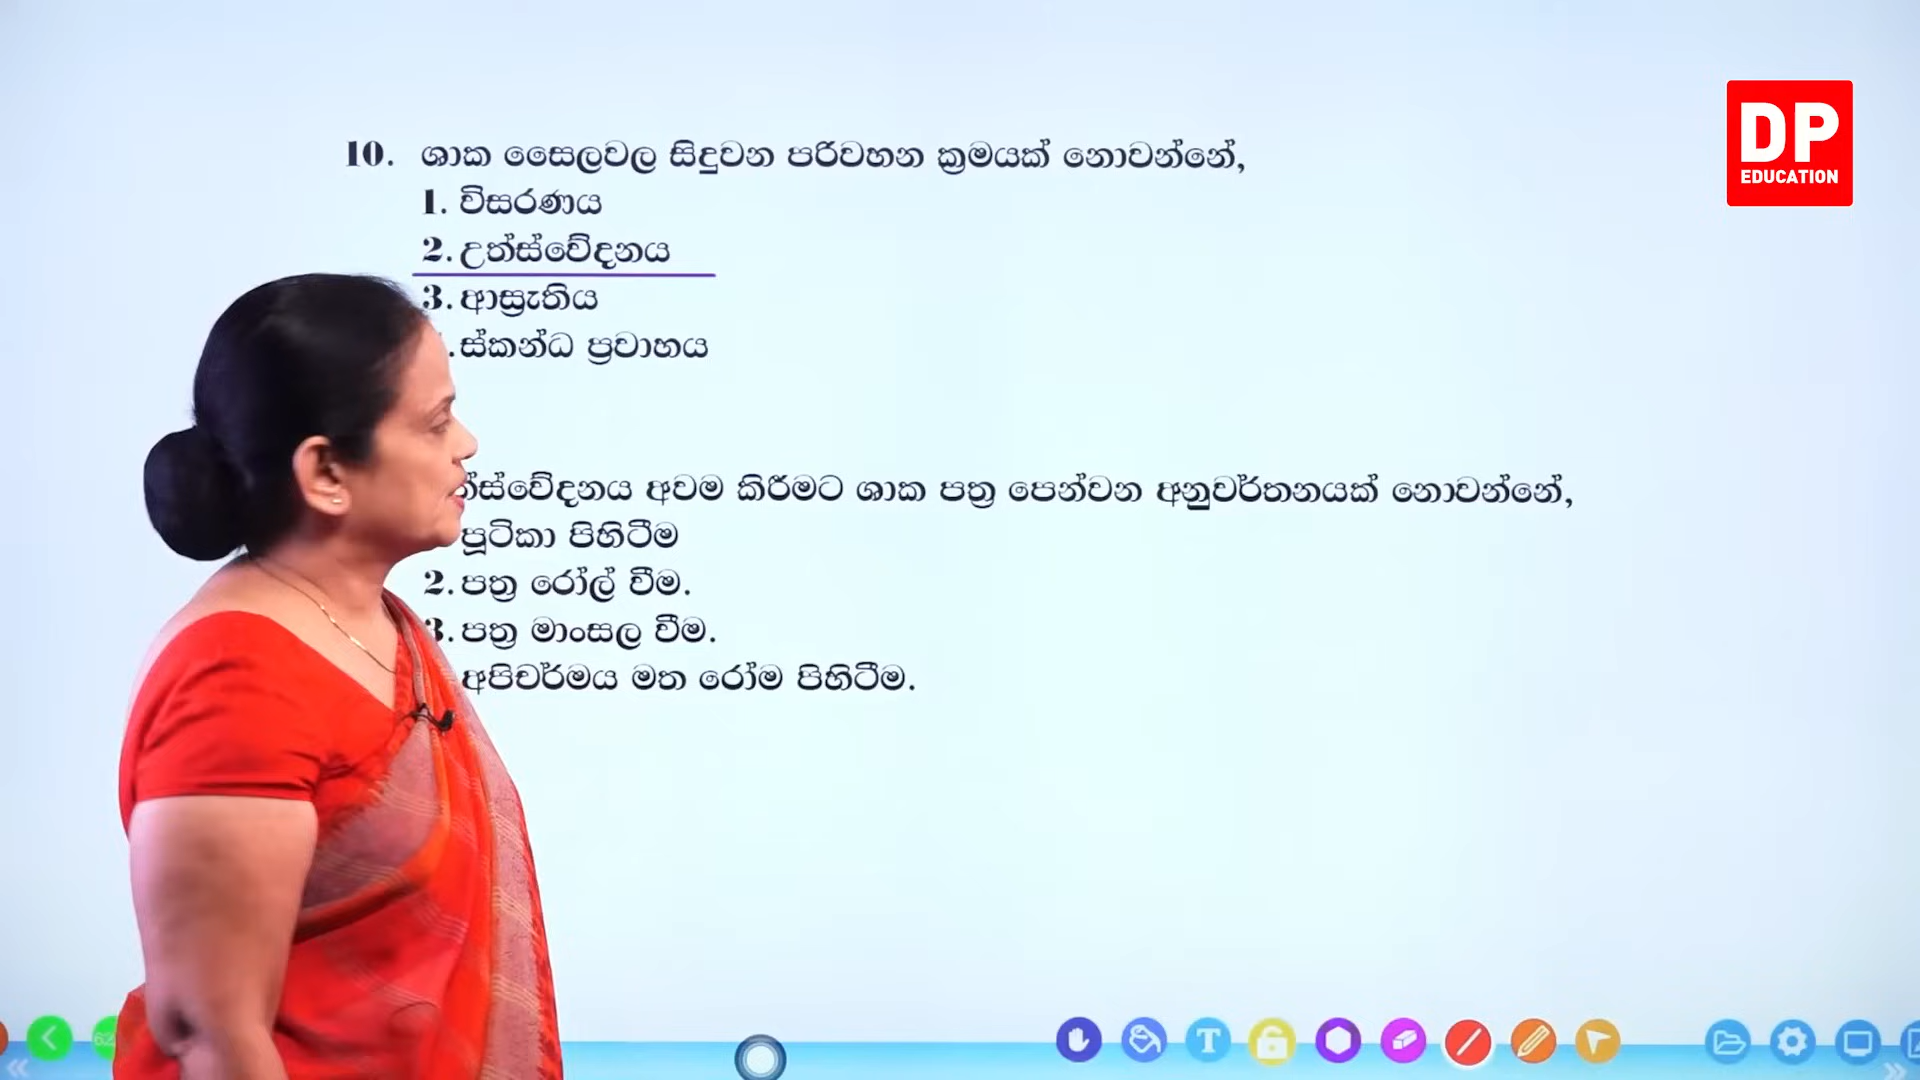 DP
EDUCATION
10. ශාක සෛලවල සිදුවන පරිවහන ක්‍රමයක් නොවන්නේ,
1. විසරණය
2. උත්ස්වේදනය
3. ආස්‍රැතිය
ස්කන්ධ ප්‍රවාහය
අවම කිරීමට ශාක පත්‍ර පෙන්වන අනුවර්තනයක් නොවන්නේ,
පූටිකා පිහිටීම
2. පත්‍ර රෝල් වීම.
3. පත්‍ර මාංසල වීම.
අපිචර්මය මත රෝම පිහිටීම.